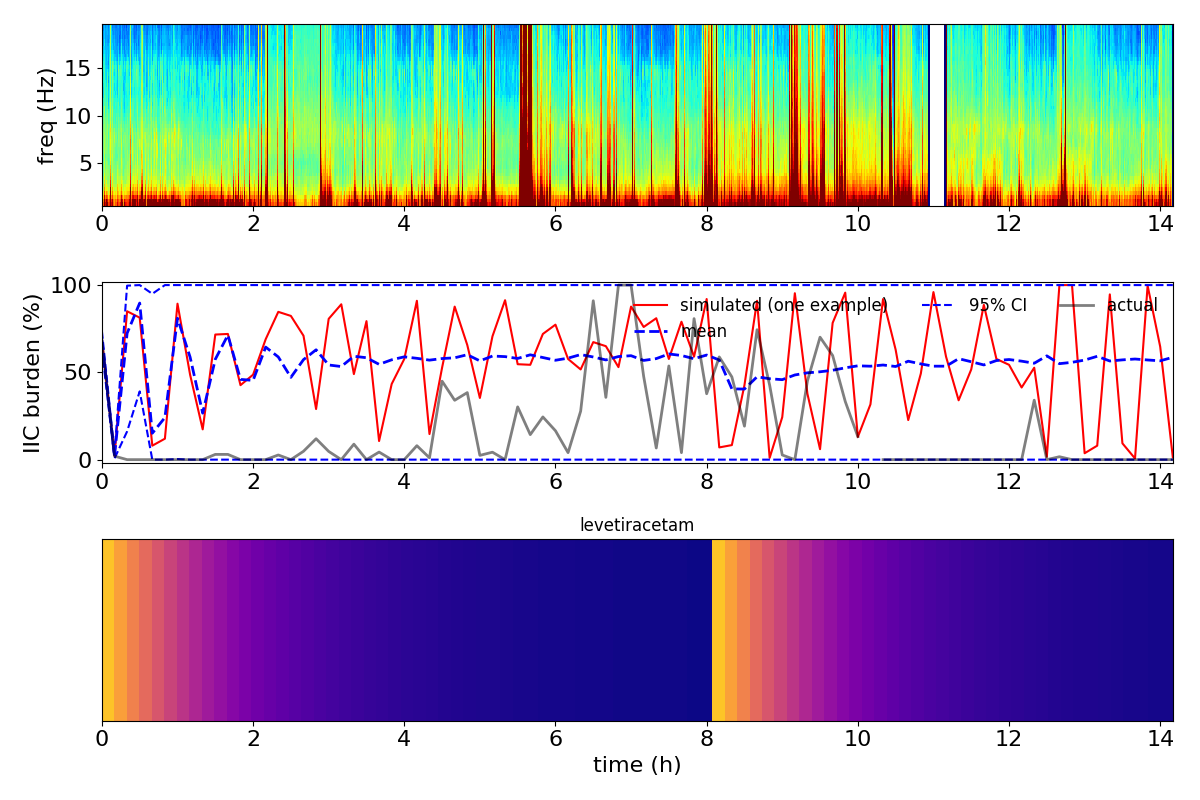 freq (Hz)
15
10
5
0 2 4 6 8 10 12 14
IIC burden (%)
100
50
0
simulated (one example) 95% CI actual
mean
0 2 4 6 8 10 12 14
levetiracetam
0 2 4 6 8 10 12 14
time (h)